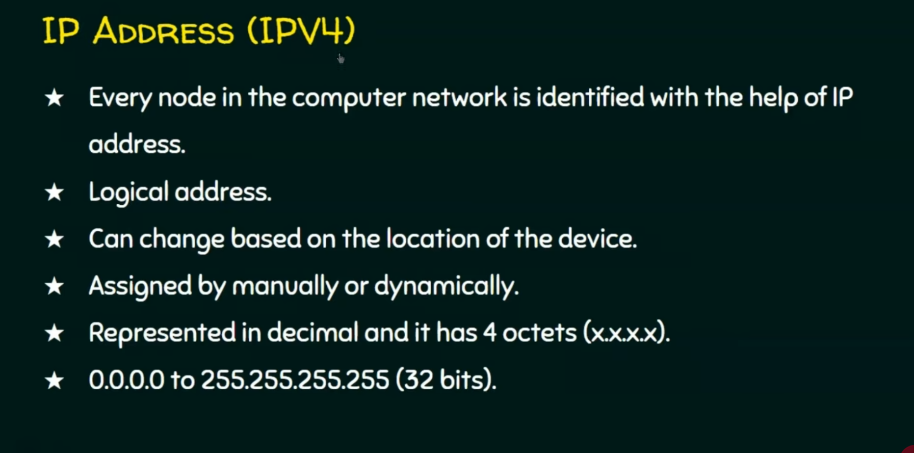 IP ADDRESS (IPV4)
★ Every node in the computer network is identified with the help of IP
address.
★ Logical address.
★ Can change based on the location of the device.
★ Assigned by manually or dynamically.
★ Represented in decimal and it has 4 octets (x.x.x.x).
★ 0.0.0.0 to 255.255.255.255 (32 bits).